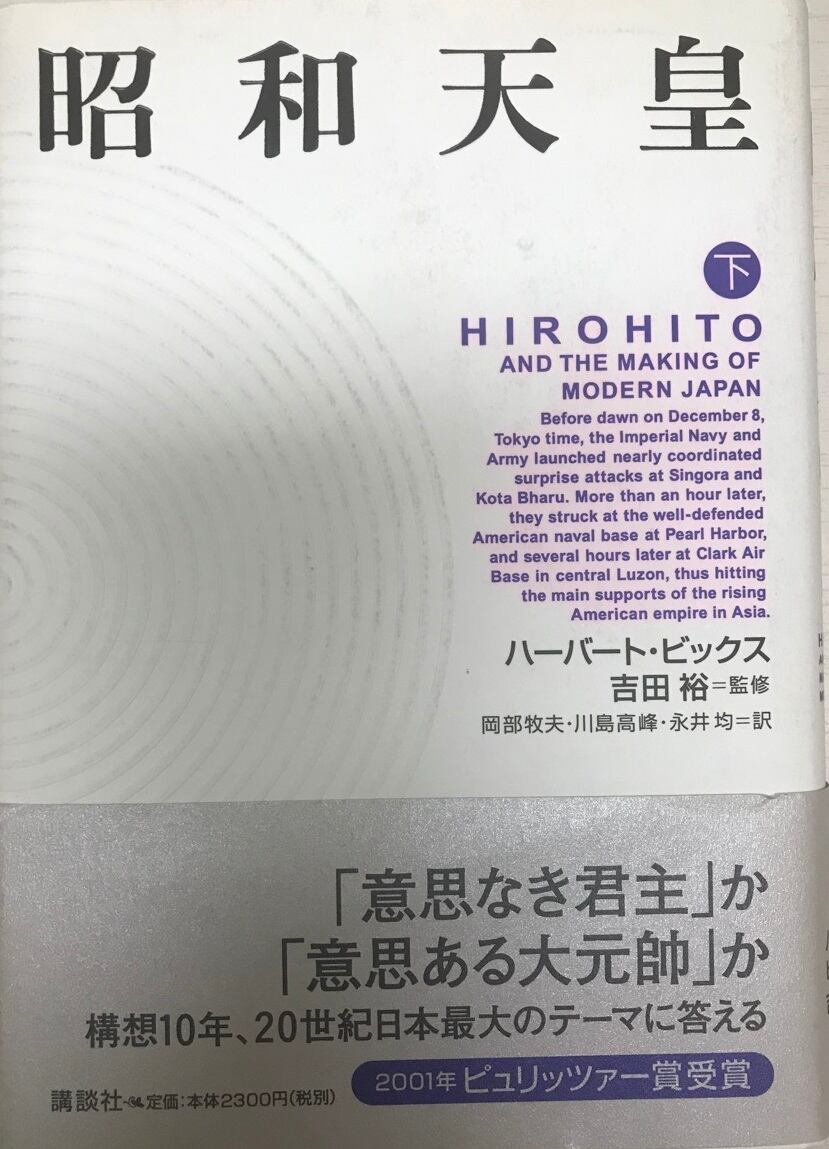 昭和天皇
下
HIROHITO
AND THE MAKING OF
MODERN JAPAN
Before dawn on December 8,
Tokyo time, the Imperial Navy and
Army launched nearly coordinated
surprise attacks at Singora and
Kota Bharu. More than an hour later,
they struck at the well-defended
American naval base at Pearl Harbor,
and several hours later at Clark Air
Base in central Luzon, thus hitting
the main supports of the rising
American empire in Asia.
ハーバート・ビックス
吉田 裕=監修
岡部牧夫・川島高峰・永井均=訳
「意思なき君主」か
「意思ある大元帥」か
構想10年、20世紀日本最大のテーマに答える
2001年 ピュリッツァー賞受賞
講談社 定価:本体2300円(税別)